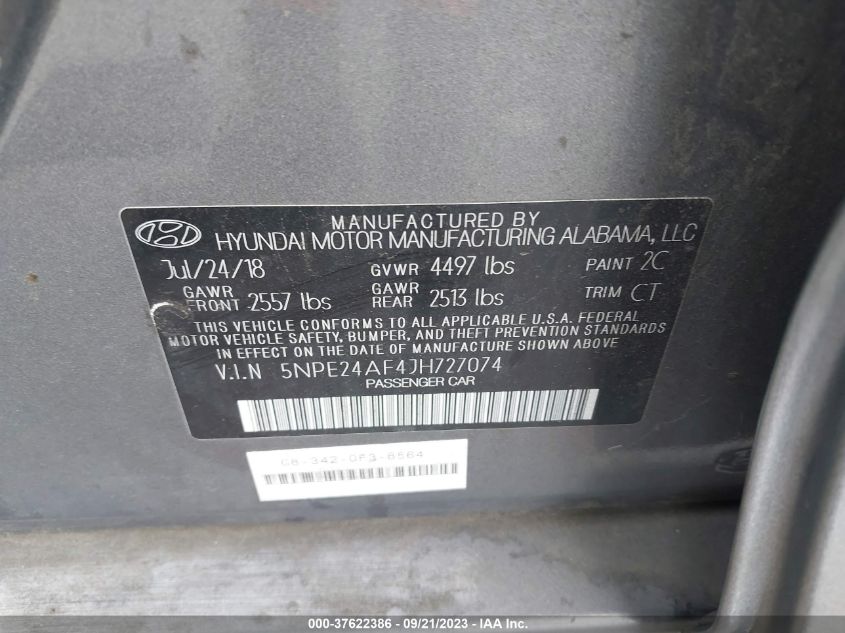 MANUFACTURED BY
HYUNDAI MOTOR MANUFACTURING ALABAMA, LLC
Jul/24/18 GVWR 4497 lbs PAINT 2C
GAWR FRONT 2557 lbs GAWR REAR 2513 lbs TRIM CT
THIS VEHICLE CONFORMS TO ALL APPLICABLE U.S.A. FEDERAL
MOTOR VEHICLE SAFETY, BUMPER, AND THEFT PREVENTION STANDARDS
IN EFFECT ON THE DATE OF MANUFACTURE SHOWN ABOVE
V.I.N 5NPE24AF4JH727074
PASSENGER CAR
000-37622386 - 09/21/2023 - IAA Inc.